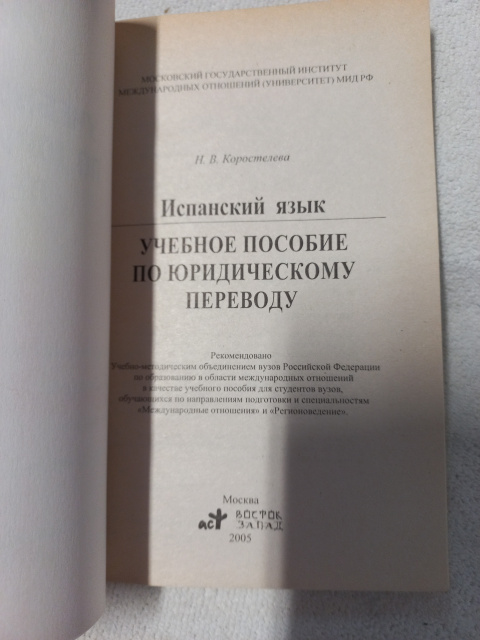 МОСКОВСКИЙ ГОСУДАРСТВЕННЫЙ ИНСТИТУТ
МЕЖДУНАРОДНЫХ ОТНОШЕНИЙ (УНИВЕРСИТЕТ) МИД РФ
Н. В. Коростелева
Испанский язык
УЧЕБНОЕ ПОСОБИЕ
ПО ЮРИДИЧЕСКОМУ
ПЕРЕВОДУ
Рекомендовано
Учебно-методическим объединением вузов Российской Федерации
по образованию в области международных отношений
в качестве учебного пособия для студентов вузов,
обучающихся по направлениям подготовки и специальностям
«Международные отношения» и «Регионоведение».
Москва
аст ВОСТОК
ЗАПАД
2005